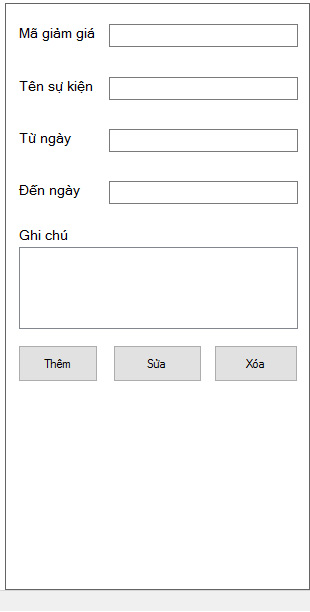 Mã giảm giá
Tên sự kiện
Từ ngày
Đến ngày
Ghi chú
Thêm Sửa Xóa